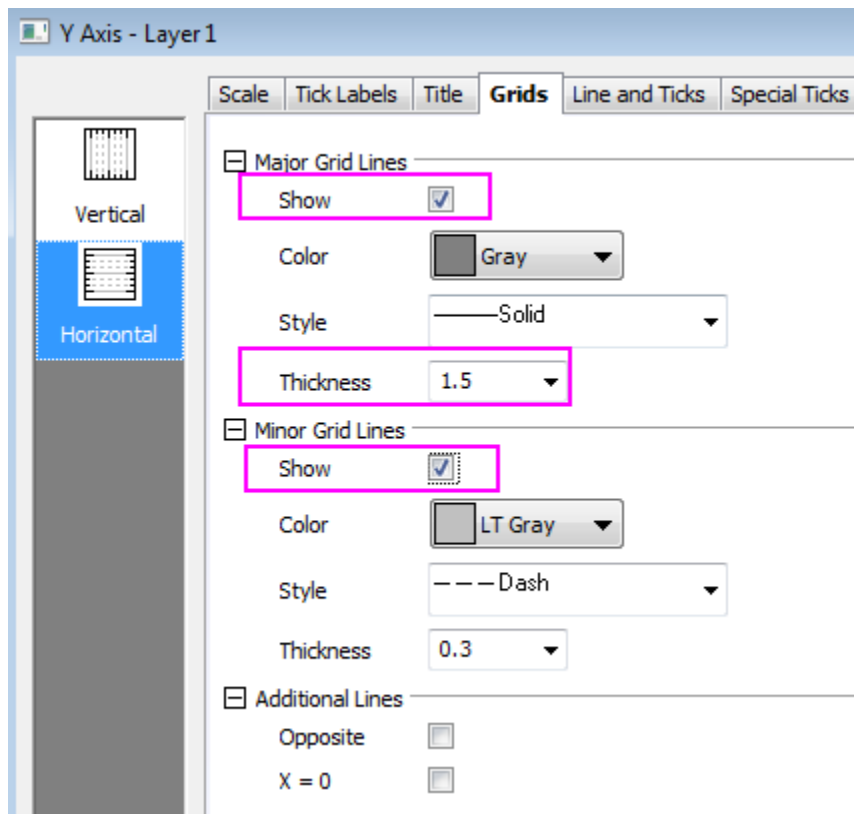 Y Axis - Layer 1
Scale Tick Labels Title Grids Line and Ticks Special Ticks
Vertical
Horizontal
Major Grid Lines
Show
Color Gray
Style Solid
Thickness 1.5
Minor Grid Lines
Show
Color LT Gray
Style Dash
Thickness 0.3
Additional Lines
Opposite
X = 0